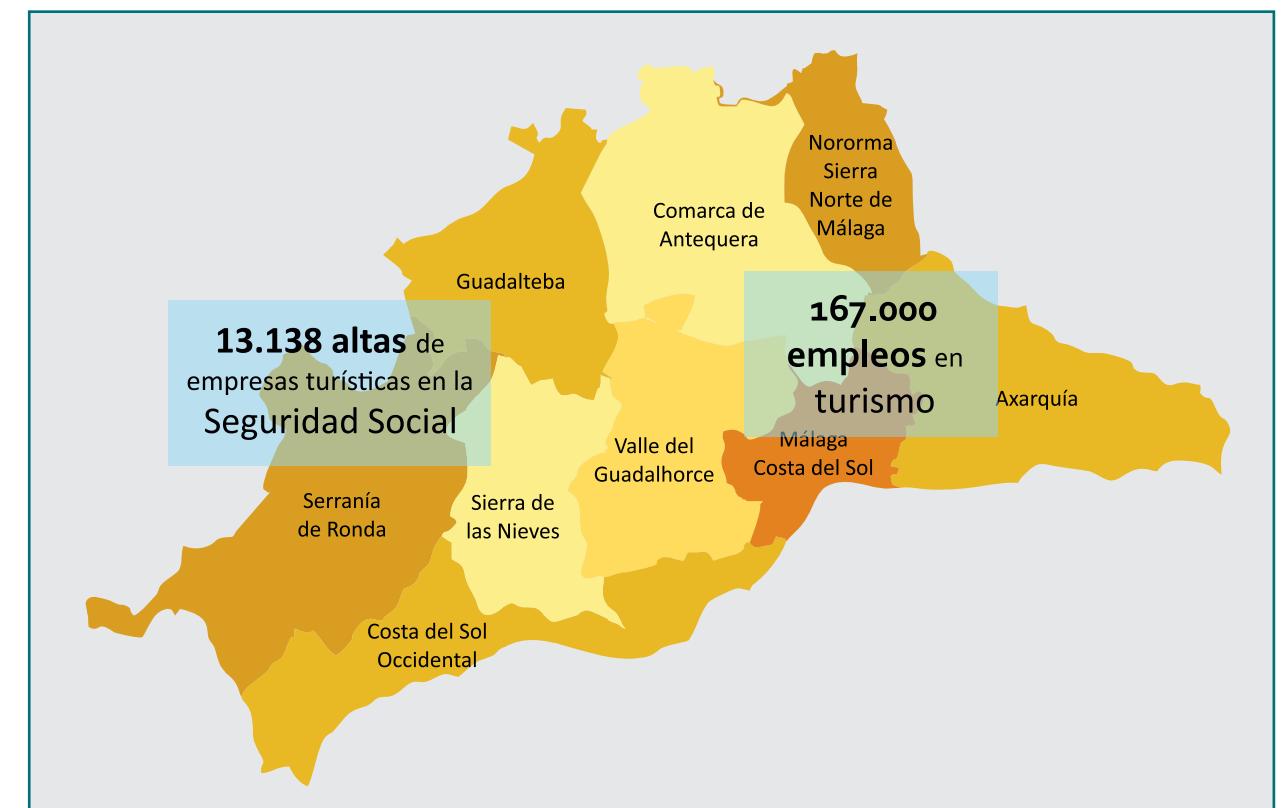 Nororma
Sierra
Norte de
Málaga
Comarca de
Antequera
Guadalteba
13.138 altas de
empresas turísticas en la
Seguridad Social
167.000
empleos en
turismo
Axarquía
Málaga
Costa del Sol
Valle del
Guadalhorce
Serranía
de Ronda
Sierra de
las Nieves
Costa del Sol
Occidental